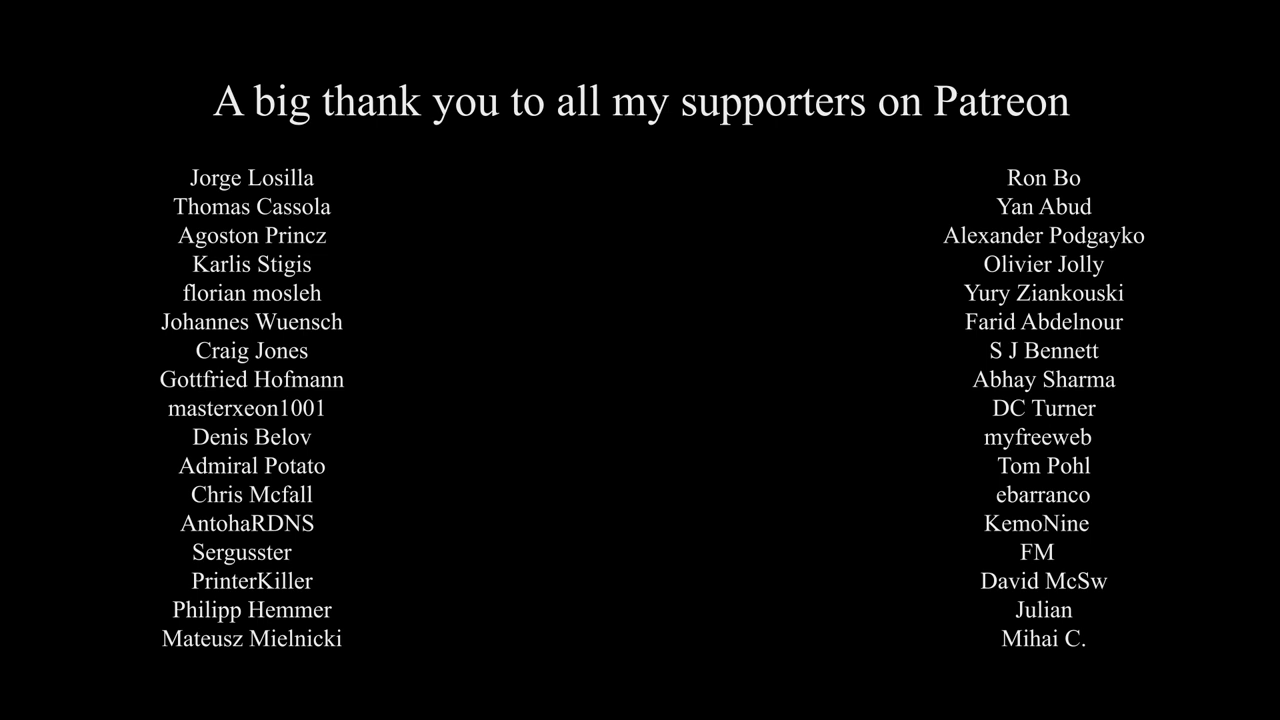 A big thank you to all my supporters on Patreon
Jorge Losilla
Thomas Cassola
Agoston Princz
Karlis Stigis
florian mosleh
Johannes Wuensch
Craig Jones
Gottfried Hofmann
masterxeon1001
Denis Belov
Admiral Potato
Chris Mcfall
AntohaRDNS
Sergusster
PrinterKiller
Philipp Hemmer
Mateusz Mielnicki
Ron Bo
Yan Abud
Alexander Podgayko
Olivier Jolly
Yury Ziankouski
Farid Abdelnour
S J Bennett
Abhay Sharma
DC Turner
myfreeweb
Tom Pohl
ebarranco
KemoNine
FM
David McSw
Julian
Mihai C.